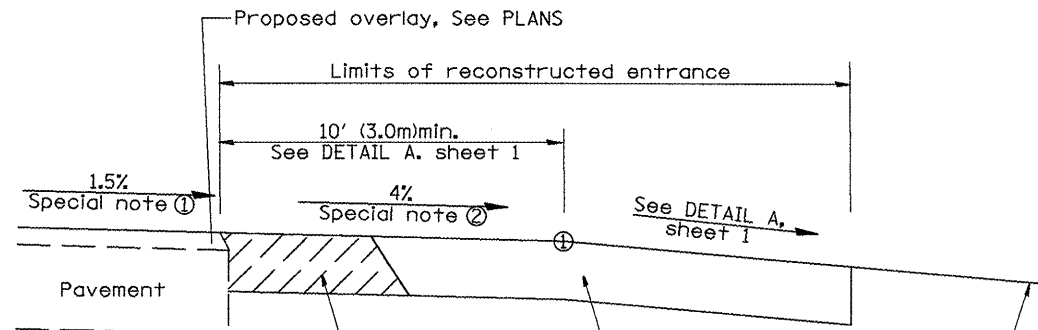 Proposed overlay, See PLANS
Limits of reconstructed entrance
10' (3.0m)min.
See DETAIL A. sheet 1
1.5%
Special note ①
4%
Special note ②
See DETAIL A,
sheet 1
①
Pavement